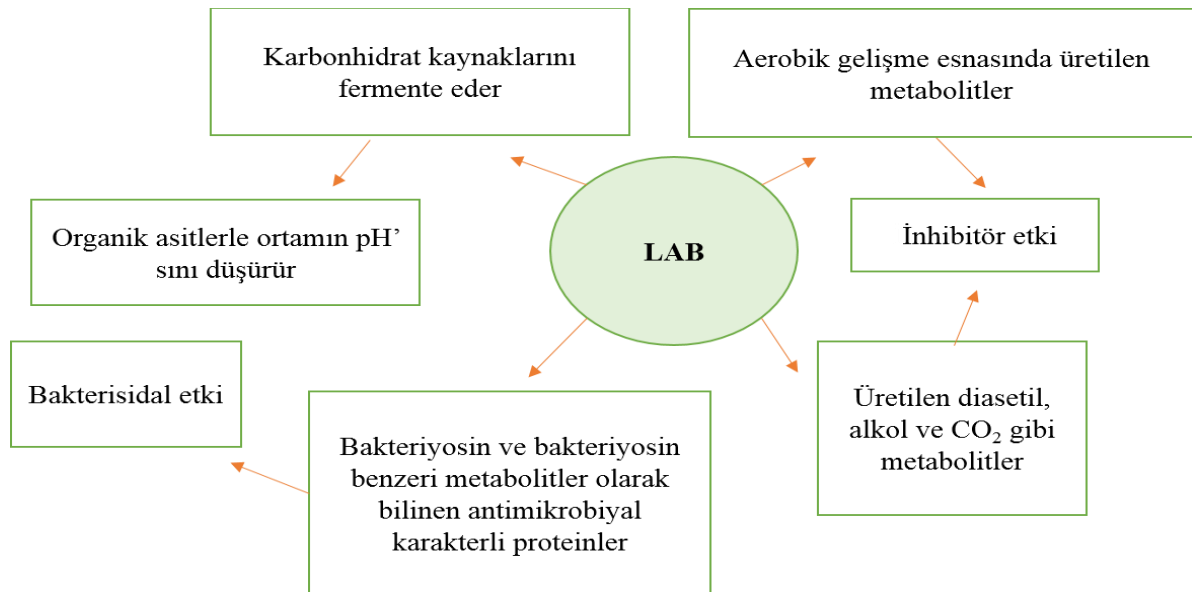 Karbonhidrat kaynaklarını
fermente eder
Aerobik gelişme esnasında üretilen
metabolitler
Organik asitlerle ortamın pH’
sını düşürür
LAB
İnhibitör etki
Bakterisidal etki
Bakteriyosin ve bakteriyosin
benzeri metabolitler olarak
bilinen antimikrobiyal
karakterli proteinler
Üretilen diasetil,
alkol ve CO₂ gibi
metabolitler